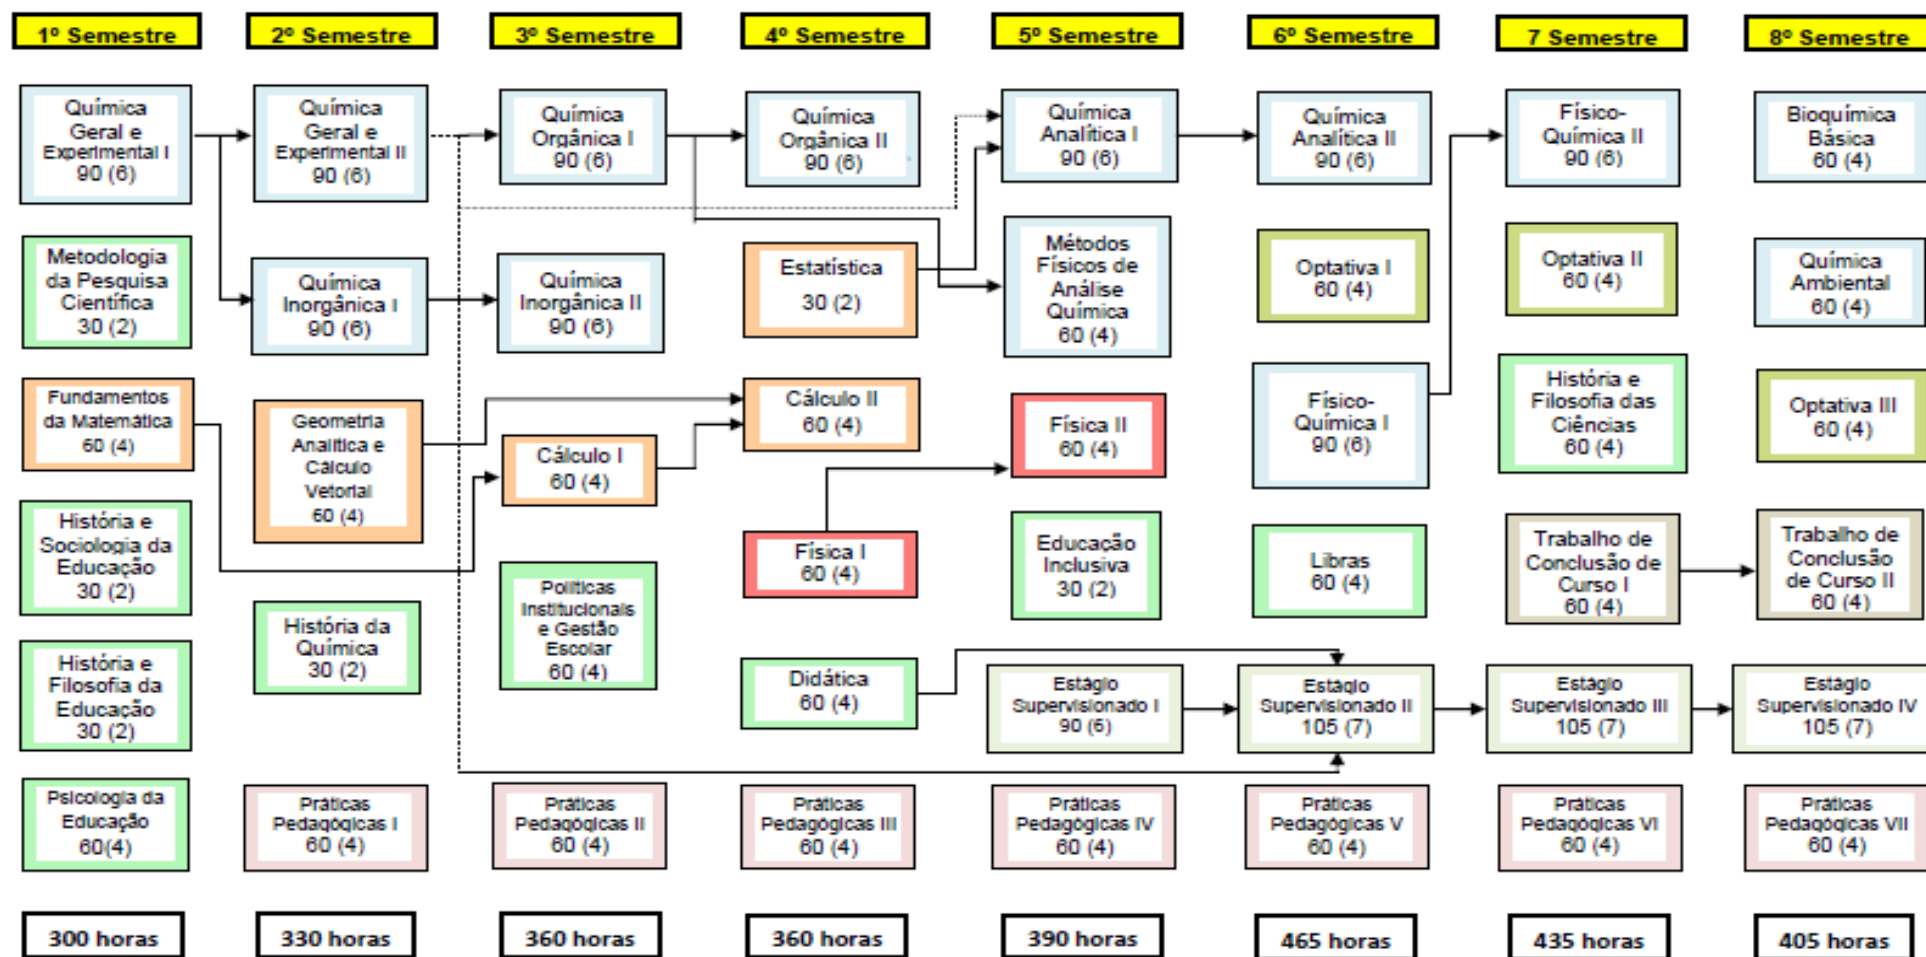 1º Semestre
2º Semestre
3º Semestre
4º Semestre
5º Semestre
6º Semestre
7 Semestre
8º Semestre
Química
Geral e
Experimental I
90 (6)
Química
Geral e
Experimental II
90 (6)
Química
Orgânica I
90 (6)
Química
Orgânica II
90 (6)
Química
Analítica I
90 (6)
Química
Analítica II
90 (6)
Físico-
Química II
90 (6)
Bioquímica
Básica
60 (4)
Metodologia
da Pesquisa
Científica
30 (2)
Química
Inorgânica I
90 (6)
Química
Inorgânica II
90 (6)
Estatística
30 (2)
Métodos
Físicos de
Análise
Química
60 (4)
Optativa I
60 (4)
Optativa II
60 (4)
Química
Ambiental
60 (4)
Fundamentos
da Matemática
60 (4)
Geometria
Analítica e
Cálculo
Vetorial
60 (4)
Cálculo I
60 (4)
Cálculo II
60 (4)
Física II
60 (4)
Físico-
Química I
90 (6)
História e
Filosofia das
Ciências
60 (4)
Optativa III
60 (4)
História e
Sociologia da
Educação
30 (2)
História da
Química
30 (2)
Políticas
Institucionais
e Gestão
Escolar
60 (4)
Física I
60 (4)
Educação
Inclusiva
30 (2)
Libras
60 (4)
Trabalho de
Conclusão de
Curso I
60 (4)
Trabalho de
Conclusão
de Curso II
60 (4)
História e
Filosofia da
Educação
30 (2)
Didática
60 (4)
Estágio
Supervisionado I
90 (6)
Estágio
Supervisionado II
105 (7)
Estágio
Supervisionado III
105 (7)
Estágio
Supervisionado IV
105 (7)
Psicologia da
Educação
60(4)
Práticas
Pedagógicas I
60 (4)
Práticas
Pedagógicas II
60 (4)
Práticas
Pedagógicas III
60 (4)
Práticas
Pedagógicas IV
60 (4)
Práticas
Pedagógicas V
60 (4)
Práticas
Pedagógicas VI
60 (4)
Práticas
Pedagógicas VII
60 (4)
300 horas
330 horas
360 horas
360 horas
390 horas
465 horas
435 horas
405 horas